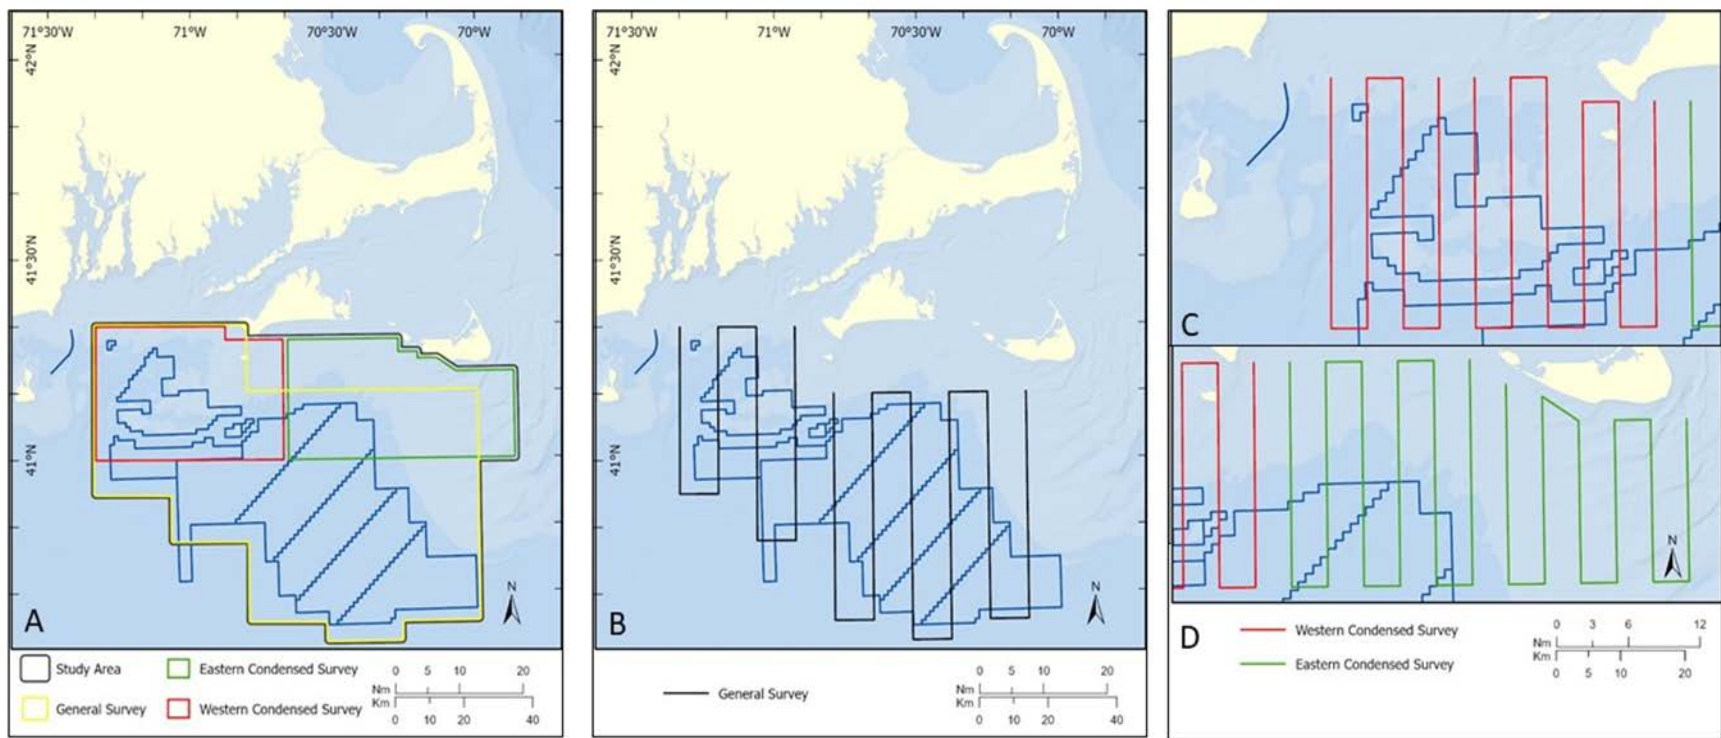 71°30'W 71°W 70°30'W 70°W
42°N
41°30'N
41°N
N
A
Study Area
Eastern Condensed Survey
General Survey
Western Condensed Survey
0 5 10 20
Nm
Km
0 10 20 40
71°30'W 71°W 70°30'W 70°W
42°N
41°30'N
41°N
N
B
General Survey
0 5 10 20
Nm
Km
0 10 20 40
C
N
D
Western Condensed Survey
Eastern Condensed Survey
0 3 6 12
Nm
Km
0 5 10 20